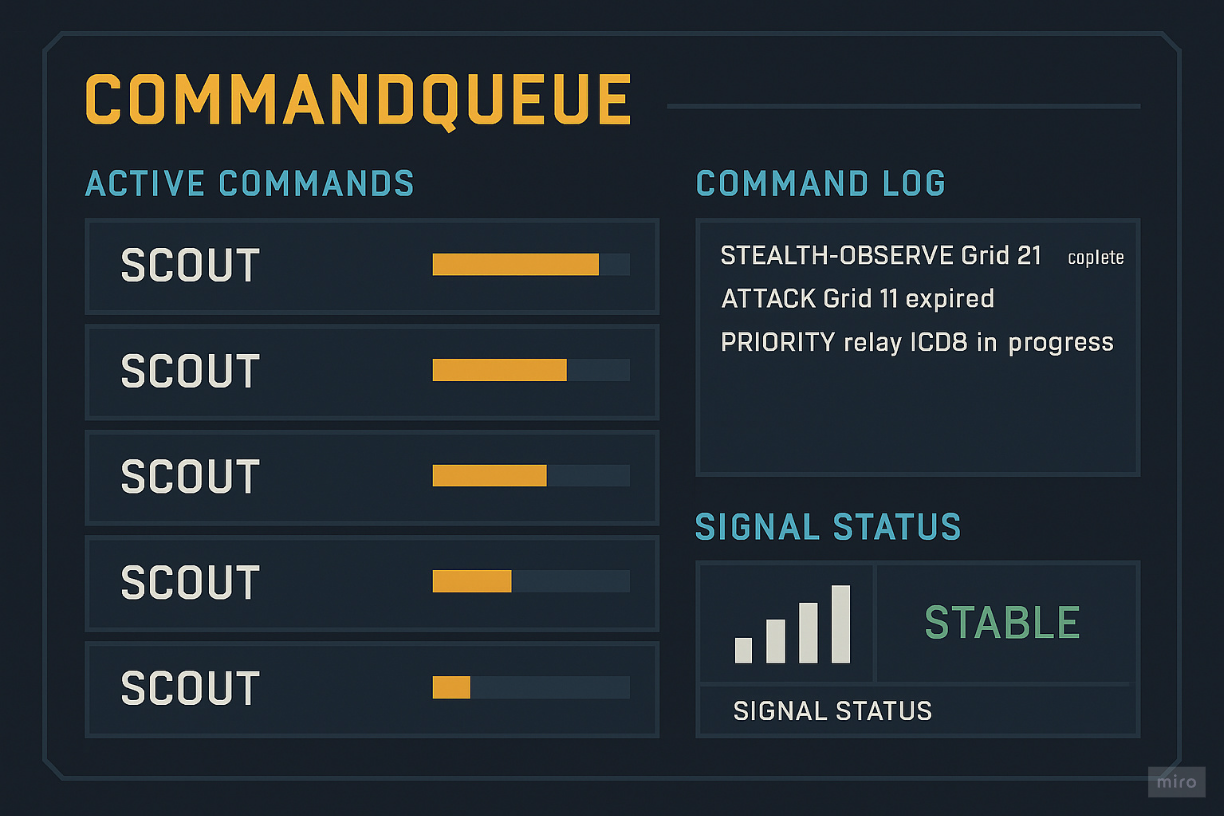 COMMANDQUEUE
ACTIVE COMMANDS
SCOUT
SCOUT
SCOUT
SCOUT
SCOUT
COMMAND LOG
STEALTH-OBSERVE Grid 21 coplete
ATTACK Grid 11 expired
PRIORITY relay ICD8 in progress
SIGNAL STATUS
STABLE
SIGNAL STATUS
miro